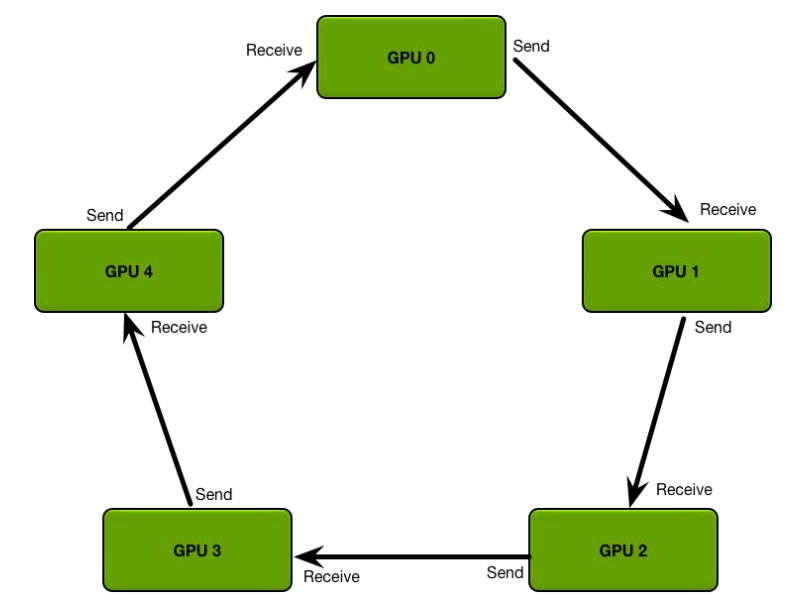 GPU 0
Receive
Send
Send
Receive
GPU 4
GPU 1
Receive
Send
Send
Receive
GPU 3
GPU 2
Receive
Send